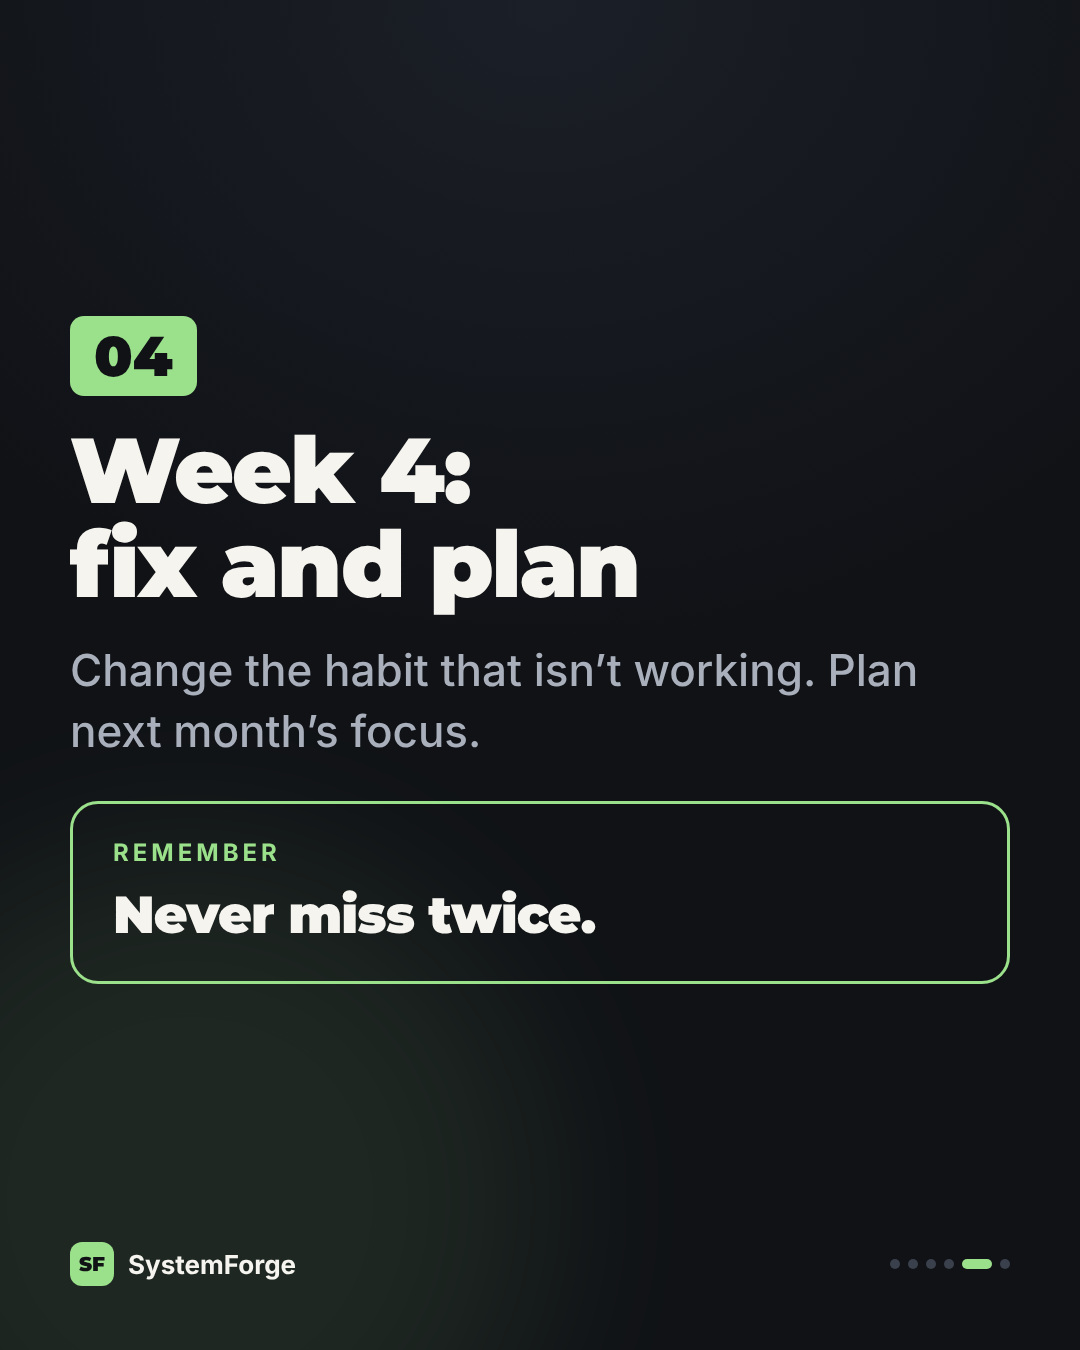 04
Week 4:
fix and plan
Change the habit that isn’t working. Plan
next month’s focus.
REMEMBER
Never miss twice.
SF SystemForge